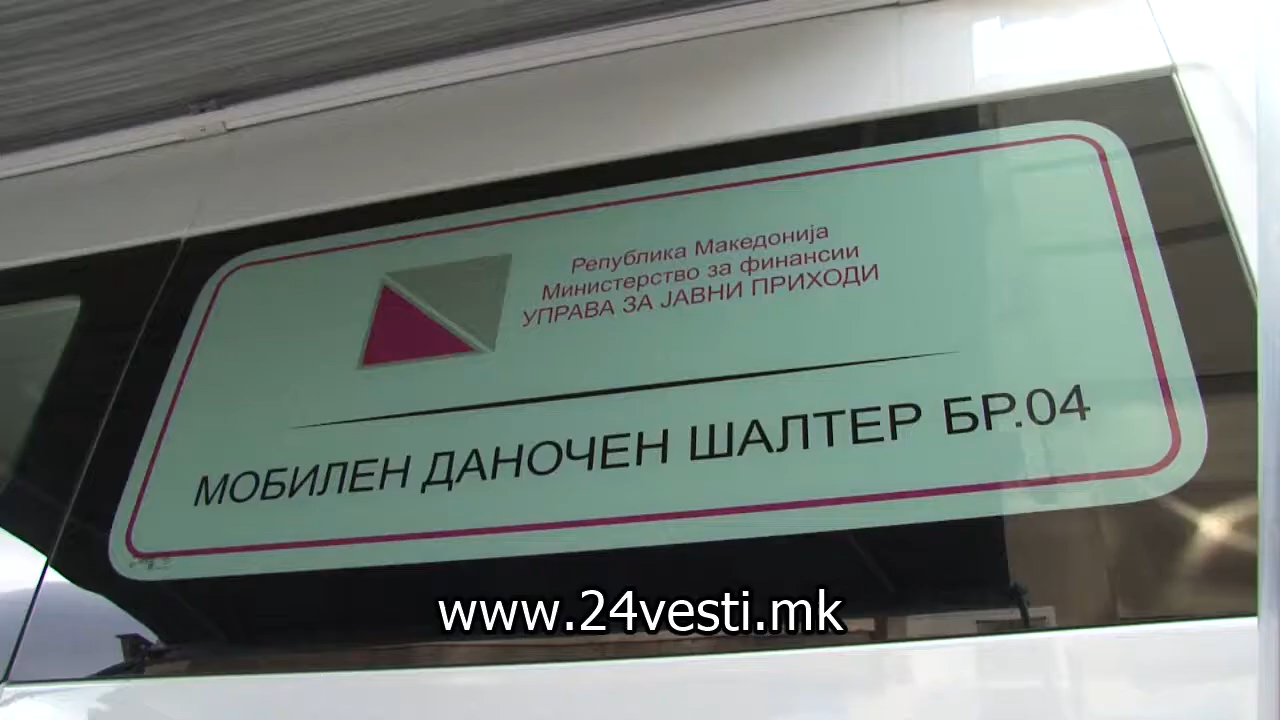 Република Македонија
Министерство за финансии
УПРАВА ЗА ЈАВНИ ПРИХОДИ
МОБИЛЕН ДАНОЧЕН ШАЛТЕР БР.04
www.24vesti.mk